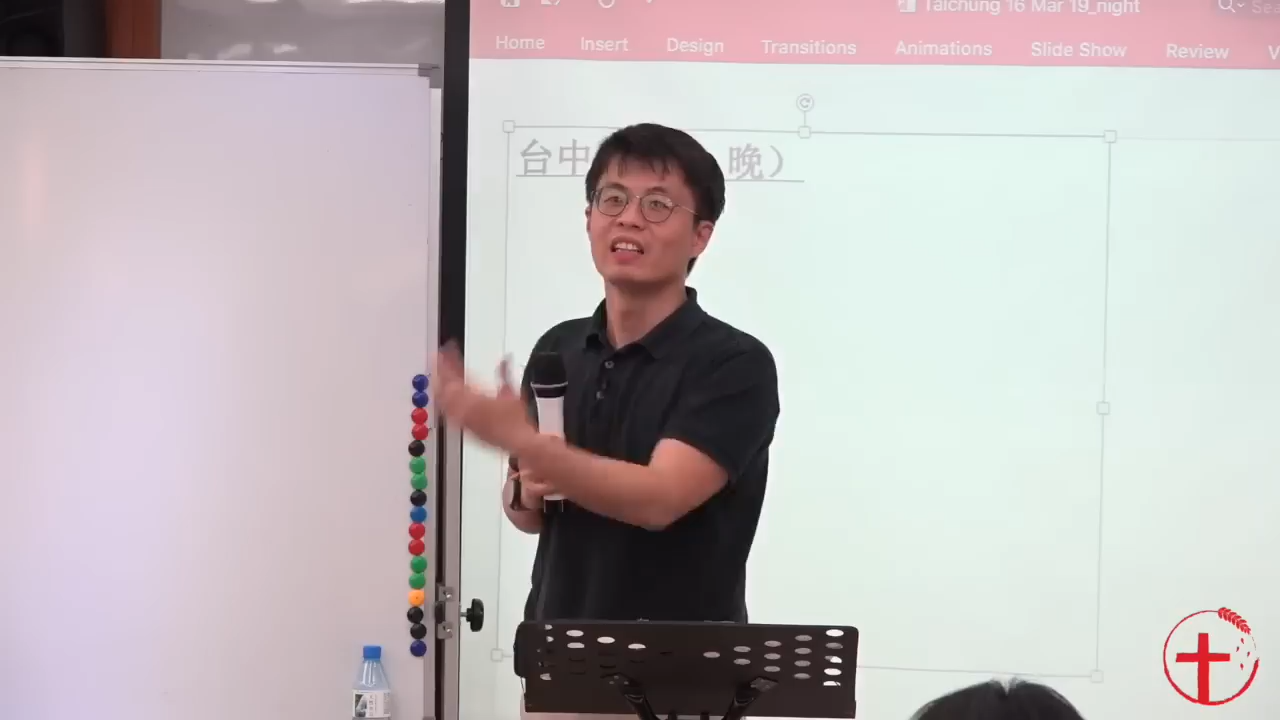 Taichung 16 Mar 19_night
Home Insert Design Transitions Animations Slide Show Review
台中 晚）